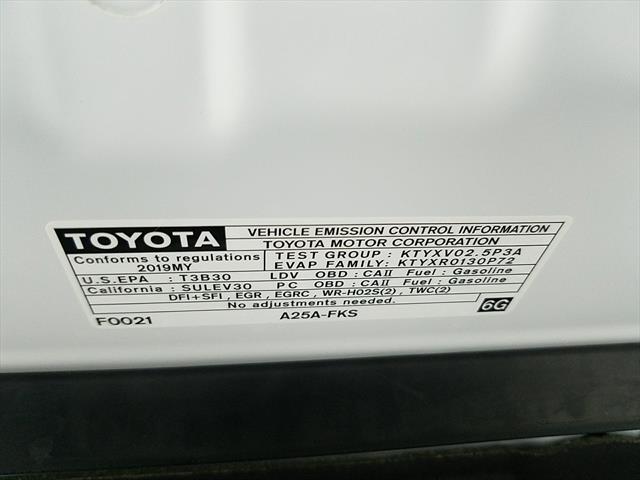 TOYOTA
VEHICLE EMISSION CONTROL INFORMATION
TOYOTA MOTOR CORPORATION
Conforms to regulations
2019MY
TEST GROUP : KTYXV02.5P3A
EVAP FAMILY: KTYXR0130P72
U.S.EPA : T3B30 LDV OBD : CAII Fuel : Gasoline
California : SULEV30 PC OBD : CAII Fuel : Gasoline
DFI+SFI , EGR , EGRC , WR-HO2S(2) , TWC(2)
No adjustments needed.
F0021
A25A-FKS
6G